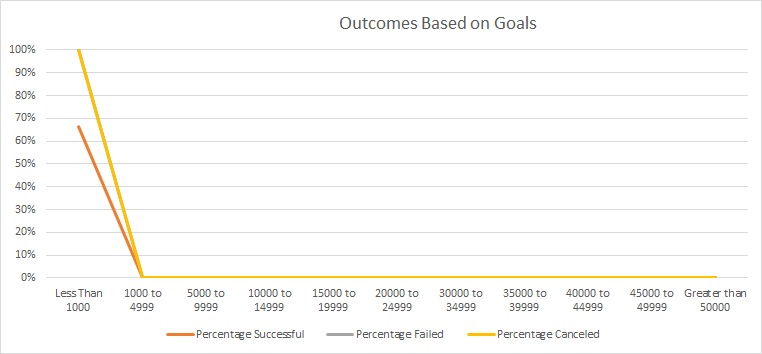 Outcomes Based on Goals
100%
90%
80%
70%
60%
50%
40%
30%
20%
10%
0%
Less Than 1000 to 5000 to 10000 to 15000 to 20000 to 30000 to 35000 to 40000 to 45000 to Greater than
1000 4999 9999 14999 19999 24999 34999 39999 44999 49999 50000
Percentage Successful Percentage Failed Percentage Canceled